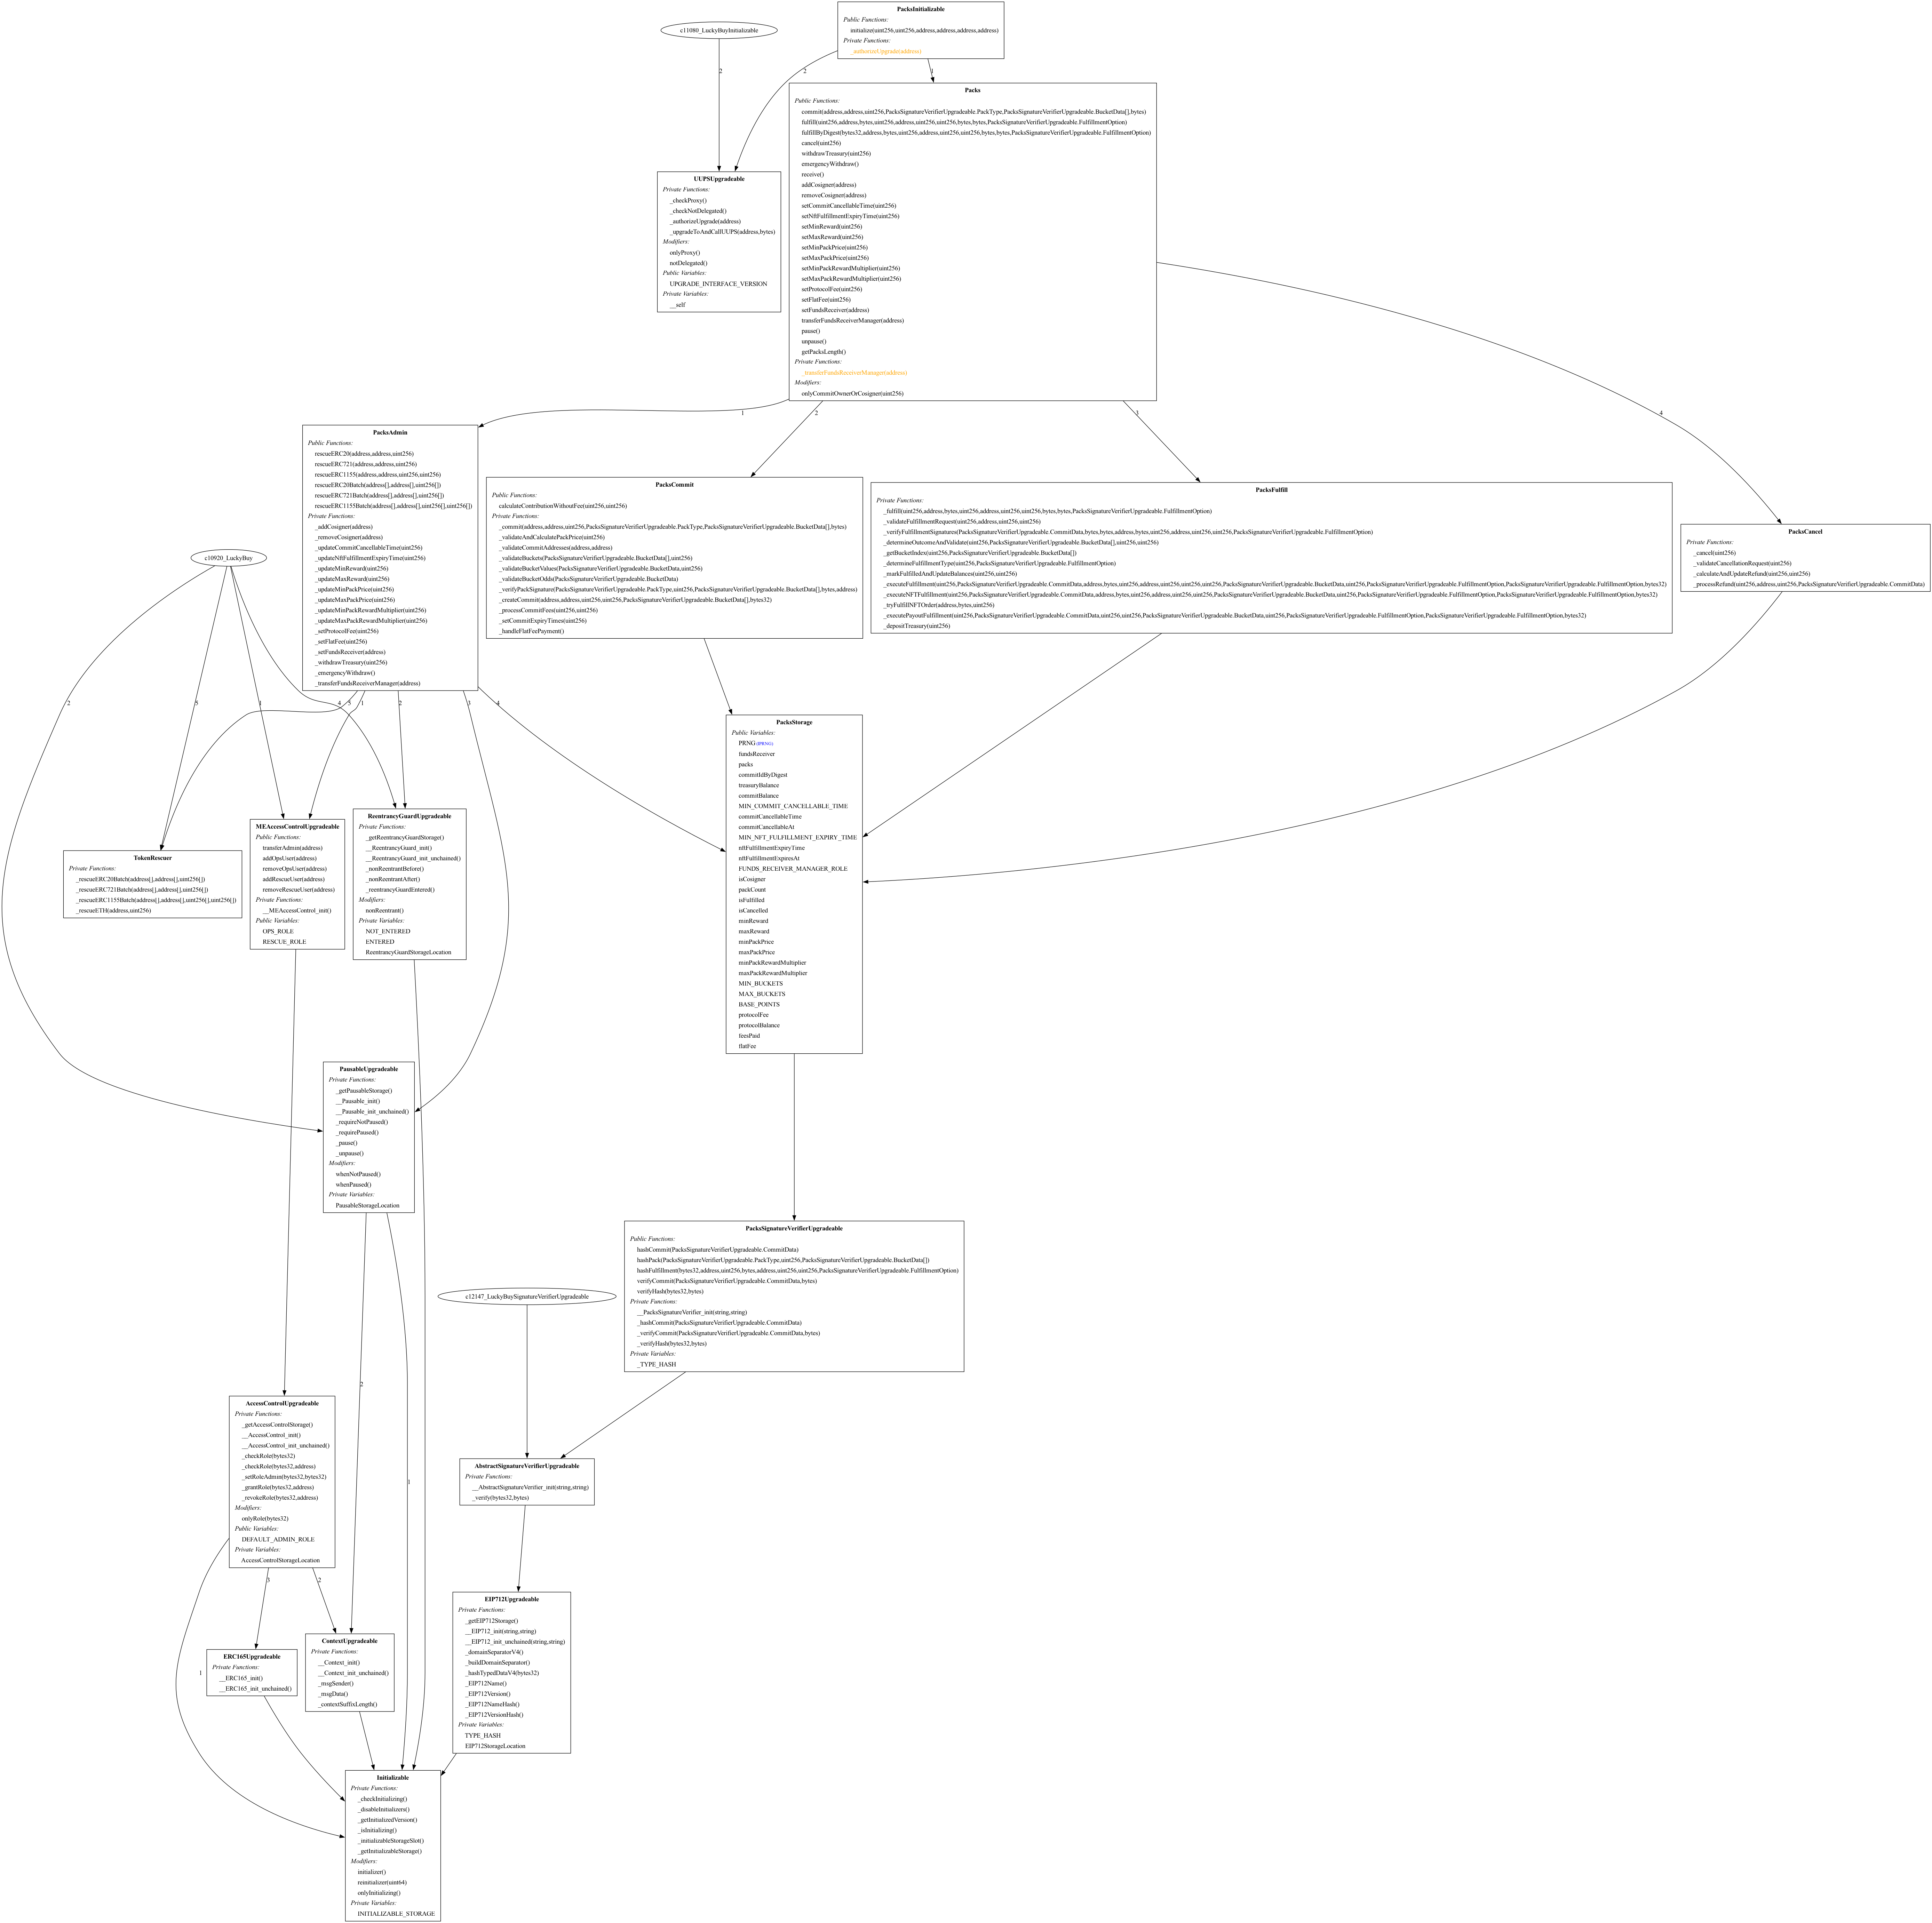 PacksInitializable
Public Functions:
initialize(uint256,uint256,address,address,address,address)
Private Functions:
_authorizeUpgrade(address)
c11080_LuckyBuyInitializable
2
2
1
Packs
Public Functions:
commit(address,address,uint256,PacksSignatureVerifierUpgradeable.PackType,PacksSignatureVerifierUpgradeable.BucketData[],bytes)
fulfill(uint256,address,bytes,uint256,address,uint256,uint256,bytes,bytes,PacksSignatureVerifierUpgradeable.FulfillmentOption)
fulfillByDigest(bytes32,address,bytes,uint256,address,uint256,uint256,bytes,bytes,PacksSignatureVerifierUpgradeable.FulfillmentOption)
cancel(uint256)
withdrawTreasury(uint256)
emergencyWithdraw()
receive()
addCosigner(address)
removeCosigner(address)
setCommitCancellableTime(uint256)
setNftFulfillmentExpiryTime(uint256)
setMinReward(uint256)
setMaxReward(uint256)
setMinPackPrice(uint256)
setMaxPackPrice(uint256)
setMinPackRewardMultiplier(uint256)
setMaxPackRewardMultiplier(uint256)
setProtocolFee(uint256)
setFlatFee(uint256)
setFundsReceiver(address)
transferFundsReceiverManager(address)
pause()
unpause()
getPacksLength()
Private Functions:
_transferFundsReceiverManager(address)
Modifiers:
onlyCommitOwnerOrCosigner(uint256)
UUPSUpgradeable
Private Functions:
_checkProxy()
_checkNotDelegated()
_authorizeUpgrade(address)
_upgradeToAndCallUUPS(address,bytes)
Modifiers:
onlyProxy()
notDelegated()
Public Variables:
UPGRADE_INTERFACE_VERSION
Private Variables:
__self
1
2
3
4
PacksAdmin
Public Functions:
rescueERC20(address,address,uint256)
rescueERC721(address,address,uint256)
rescueERC1155(address,address,uint256,uint256)
rescueERC20Batch(address[],address[],uint256[])
rescueERC721Batch(address[],address[],uint256[])
rescueERC1155Batch(address[],address[],uint256[],uint256[])
Private Functions:
_addCosigner(address)
_removeCosigner(address)
_updateCommitCancellableTime(uint256)
_updateNftFulfillmentExpiryTime(uint256)
_updateMinReward(uint256)
_updateMaxReward(uint256)
_updateMinPackPrice(uint256)
_updateMaxPackPrice(uint256)
_updateMinPackRewardMultiplier(uint256)
_updateMaxPackRewardMultiplier(uint256)
_setProtocolFee(uint256)
_setFlatFee(uint256)
_setFundsReceiver(address)
_withdrawTreasury(uint256)
_emergencyWithdraw()
_transferFundsReceiverManager(address)
PacksCommit
Public Functions:
calculateContributionWithoutFee(uint256,uint256)
Private Functions:
_commit(address,address,uint256,PacksSignatureVerifierUpgradeable.PackType,PacksSignatureVerifierUpgradeable.BucketData[],bytes)
_validateAndCalculatePackPrice(uint256)
_validateCommitAddresses(address,address)
_validateBuckets(PacksSignatureVerifierUpgradeable.BucketData[],uint256)
_validateBucketValues(PacksSignatureVerifierUpgradeable.BucketData,uint256)
_validateBucketOdds(PacksSignatureVerifierUpgradeable.BucketData)
_verifyPackSignature(PacksSignatureVerifierUpgradeable.PackType,uint256,PacksSignatureVerifierUpgradeable.BucketData[],bytes,address)
_createCommit(address,address,uint256,uint256,PacksSignatureVerifierUpgradeable.BucketData[],bytes32)
_processCommitFee(uint256,uint256)
_setCommitExpiryTimes(uint256)
_handleFlatFeePayment()
PacksFulfill
Private Functions:
_fulfill(uint256,address,bytes,uint256,address,uint256,uint256,bytes,bytes,PacksSignatureVerifierUpgradeable.FulfillmentOption)
_validateFulfillmentRequest(uint256,address,uint256,uint256)
_verifyFulfillmentSignatures(PacksSignatureVerifierUpgradeable.CommitData,bytes,bytes,address,bytes,uint256,address,uint256,uint256,PacksSignatureVerifierUpgradeable.FulfillmentOption)
_determineOutcomeAndValidate(uint256,PacksSignatureVerifierUpgradeable.BucketData[],uint256,uint256)
_getBucketIndex(uint256,PacksSignatureVerifierUpgradeable.BucketData[])
_determineFulfillmentType(uint256,PacksSignatureVerifierUpgradeable.FulfillmentOption)
_markFulfilledAndUpdateBalances(uint256,uint256)
_executeFulfillment(uint256,PacksSignatureVerifierUpgradeable.CommitData,address,bytes,uint256,address,uint256,uint256,uint256,PacksSignatureVerifierUpgradeable.BucketData,uint256,PacksSignatureVerifierUpgradeable.FulfillmentOption,PacksSignatureVerifierUpgradeable.FulfillmentOption,bytes32)
_executeNFTFulfillment(uint256,PacksSignatureVerifierUpgradeable.CommitData,address,bytes,uint256,address,uint256,uint256,PacksSignatureVerifierUpgradeable.BucketData,uint256,PacksSignatureVerifierUpgradeable.FulfillmentOption,PacksSignatureVerifierUpgradeable.FulfillmentOption,bytes32)
_tryFulfillNFTOrder(address,bytes,uint256)
_executePayoutFulfillment(uint256,PacksSignatureVerifierUpgradeable.CommitData,uint256,uint256,PacksSignatureVerifierUpgradeable.BucketData,uint256,PacksSignatureVerifierUpgradeable.FulfillmentOption,PacksSignatureVerifierUpgradeable.FulfillmentOption,bytes32)
_depositTreasury(uint256)
PacksCancel
Private Functions:
_cancel(uint256)
_validateCancellationRequest(uint256)
_calculateAndUpdateRefund(uint256,uint256)
_processRefund(uint256,address,uint256,PacksSignatureVerifierUpgradeable.CommitData)
c10920_LuckyBuy
2
5
1
4
5
1
2
3
4
PacksStorage
Public Variables:
PRNG (IPRNG)
fundsReceiver
packs
commitIdByDigest
treasuryBalance
commitBalance
MIN_COMMIT_CANCELLABLE_TIME
commitCancellableTime
commitCancellableAt
MIN_NFT_FULFILLMENT_EXPIRY_TIME
nftFulfillmentExpiryTime
nftFulfillmentExpiresAt
FUNDS_RECEIVER_MANAGER_ROLE
isCosigner
packCount
isFulfilled
isCancelled
minReward
maxReward
minPackPrice
maxPackPrice
minPackRewardMultiplier
maxPackRewardMultiplier
MIN_BUCKETS
MAX_BUCKETS
BASE_POINTS
protocolFee
protocolBalance
feesPaid
flatFee
TokenRescuer
Private Functions:
_rescueERC20Batch(address[],address[],uint256[])
_rescueERC721Batch(address[],address[],uint256[])
_rescueERC1155Batch(address[],address[],uint256[],uint256[])
_rescueETH(address,uint256)
MEAccessControlUpgradeable
Public Functions:
transferAdmin(address)
addOpsUser(address)
removeOpsUser(address)
addRescueUser(address)
removeRescueUser(address)
Private Functions:
__MEAccessControl_init()
Public Variables:
OPS_ROLE
RESCUE_ROLE
ReentrancyGuardUpgradeable
Private Functions:
_getReentrancyGuardStorage()
__ReentrancyGuard_init()
__ReentrancyGuard_init_unchained()
_nonReentrantBefore()
_nonReentrantAfter()
_reentrancyGuardEntered()
Modifiers:
nonReentrant()
Private Variables:
NOT_ENTERED
ENTERED
ReentrancyGuardStorageLocation
PausableUpgradeable
Private Functions:
_getPausableStorage()
__Pausable_init()
__Pausable_init_unchained()
_requireNotPaused()
_requirePaused()
_pause()
_unpause()
Modifiers:
whenNotPaused()
whenPaused()
Private Variables:
PausableStorageLocation
PacksSignatureVerifierUpgradeable
Public Functions:
hashCommit(PacksSignatureVerifierUpgradeable.CommitData)
hashPack(PacksSignatureVerifierUpgradeable.PackType,uint256,PacksSignatureVerifierUpgradeable.BucketData[])
hashFulfillment(bytes32,address,uint256,bytes,address,uint256,uint256,PacksSignatureVerifierUpgradeable.FulfillmentOption)
verifyCommit(PacksSignatureVerifierUpgradeable.CommitData,bytes)
verifyHash(bytes32,bytes)
Private Functions:
__PacksSignatureVerifier_init(string,string)
_hashCommit(PacksSignatureVerifierUpgradeable.CommitData)
_verifyCommit(PacksSignatureVerifierUpgradeable.CommitData,bytes)
_verifyHash(bytes32,bytes)
Private Variables:
_TYPE_HASH
c12147_LuckyBuySignatureVerifierUpgradeable
2
1
AccessControlUpgradeable
Private Functions:
_getAccessControlStorage()
__AccessControl_init()
__AccessControl_init_unchained()
_checkRole(bytes32)
_checkRole(bytes32,address)
_setRoleAdmin(bytes32,bytes32)
_grantRole(bytes32,address)
_revokeRole(bytes32,address)
Modifiers:
onlyRole(bytes32)
Public Variables:
DEFAULT_ADMIN_ROLE
Private Variables:
AccessControlStorageLocation
AbstractSignatureVerifierUpgradeable
Private Functions:
__AbstractSignatureVerifier_init(string,string)
_verify(bytes32,bytes)
3
2
1
EIP712Upgradeable
Private Functions:
_getEIP712Storage()
__EIP712_init(string,string)
__EIP712_init_unchained(string,string)
_domainSeparatorV4()
_buildDomainSeparator()
_hashTypedDataV4(bytes32)
_EIP712Name()
_EIP712Version()
_EIP712NameHash()
_EIP712VersionHash()
Private Variables:
TYPE_HASH
EIP712StorageLocation
ERC165Upgradeable
Private Functions:
__ERC165_init()
__ERC165_init_unchained()
ContextUpgradeable
Private Functions:
__Context_init()
__Context_init_unchained()
_msgSender()
_msgData()
_contextSuffixLength()
Initializable
Private Functions:
_checkInitializing()
_disableInitializers()
_getInitializedVersion()
_isInitializing()
_initializableStorageSlot()
_getInitializableStorage()
Modifiers:
initializer()
reinitializer(uint64)
onlyInitializing()
Private Variables:
INITIALIZABLE_STORAGE